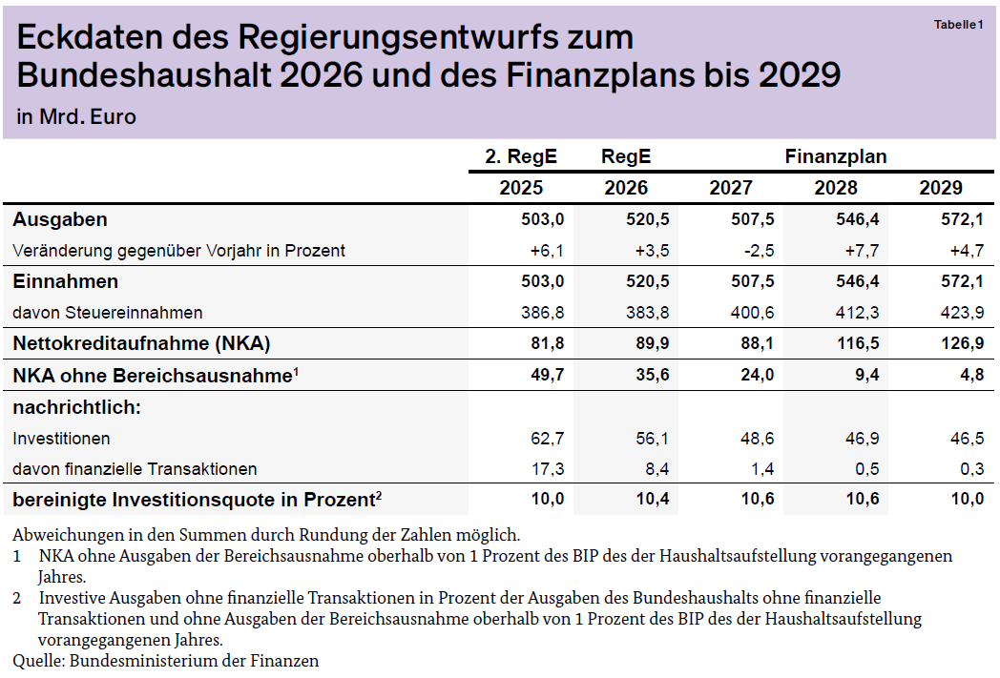 Eckdaten des Regierungsentwurfs zum
Tabelle 1
Bundeshaushalt 2026 und des Finanzplans bis 2029
in Mrd. Euro
2. RegE RegE Finanzplan
2025 2026 2027 2028 2029
Ausgaben 503,0 520,5 507,5 546,4 572,1
Veränderung gegenüber Vorjahr in Prozent +6,1 +3,5 -2,5 +7,7 +4,7
Einnahmen 503,0 520,5 507,5 546,4 572,1
davon Steuereinnahmen 386,8 383,8 400,6 412,3 423,9
Nettokreditaufnahme (NKA) 81,8 89,9 88,1 116,5 126,9
NKA ohne Bereichsausnahme¹ 49,7 35,6 24,0 9,4 4,8
nachrichtlich:
Investitionen 62,7 56,1 48,6 46,9 46,5
davon finanzielle Transaktionen 17,3 8,4 1,4 0,5 0,3
bereinigte Investitionsquote in Prozent² 10,0 10,4 10,6 10,6 10,0
Abweichungen in den Summen durch Rundung der Zahlen möglich.
1 NKA ohne Ausgaben der Bereichsausnahme oberhalb von 1 Prozent des BIP des der Haushaltsaufstellung vorangegangenen
Jahres.
2 Investive Ausgaben ohne finanzielle Transaktionen in Prozent der Ausgaben des Bundeshaushalts ohne finanzielle
Transaktionen und ohne Ausgaben der Bereichsausnahme oberhalb von 1 Prozent des BIP des der Haushaltsaufstellung
vorangegangenen Jahres.
Quelle: Bundesministerium der Finanzen